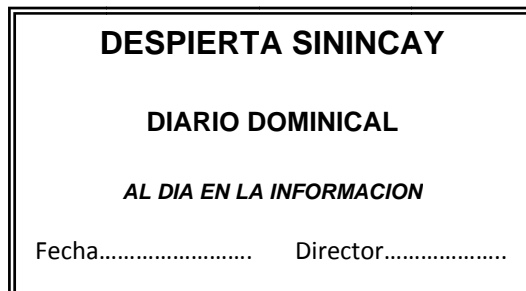 DESPIERTA SININCAY
DIARIO DOMINICAL
AL DIA EN LA INFORMACION
Fecha……………………. Director………………..